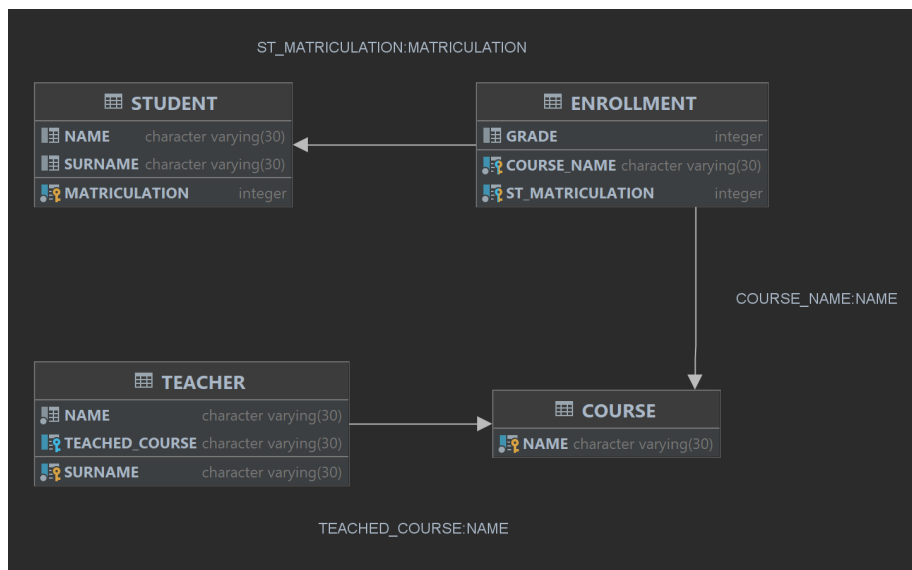 ST_MATRICULATION:MATRICULATION
STUDENT
NAME character varying(30)
SURNAME character varying(30)
MATRICULATION integer
ENROLLMENT
GRADE integer
COURSE_NAME character varying(30)
ST_MATRICULATION integer
COURSE_NAME:NAME
TEACHER
NAME character varying(30)
TEACHED_COURSE character varying(30)
SURNAME character varying(30)
COURSE
NAME character varying(30)
TEACHED_COURSE:NAME